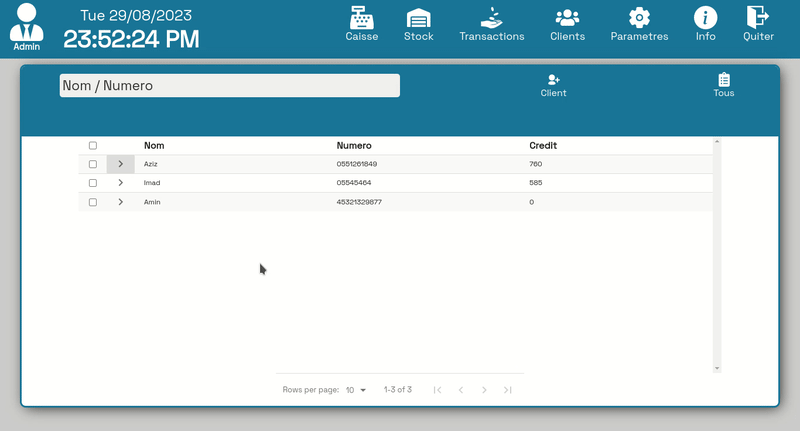 Admin
Tue 29/08/2023
23:52:24 PM
Caisse Stock Transactions Clients Parametres Info Quiter
Nom / Numero
Client
Tous
Nom Numero Credit
Aziz 0551261849 760
Imad 05545464 585
Amin 45321329877 0
Rows per page: 10 1-3 of 3